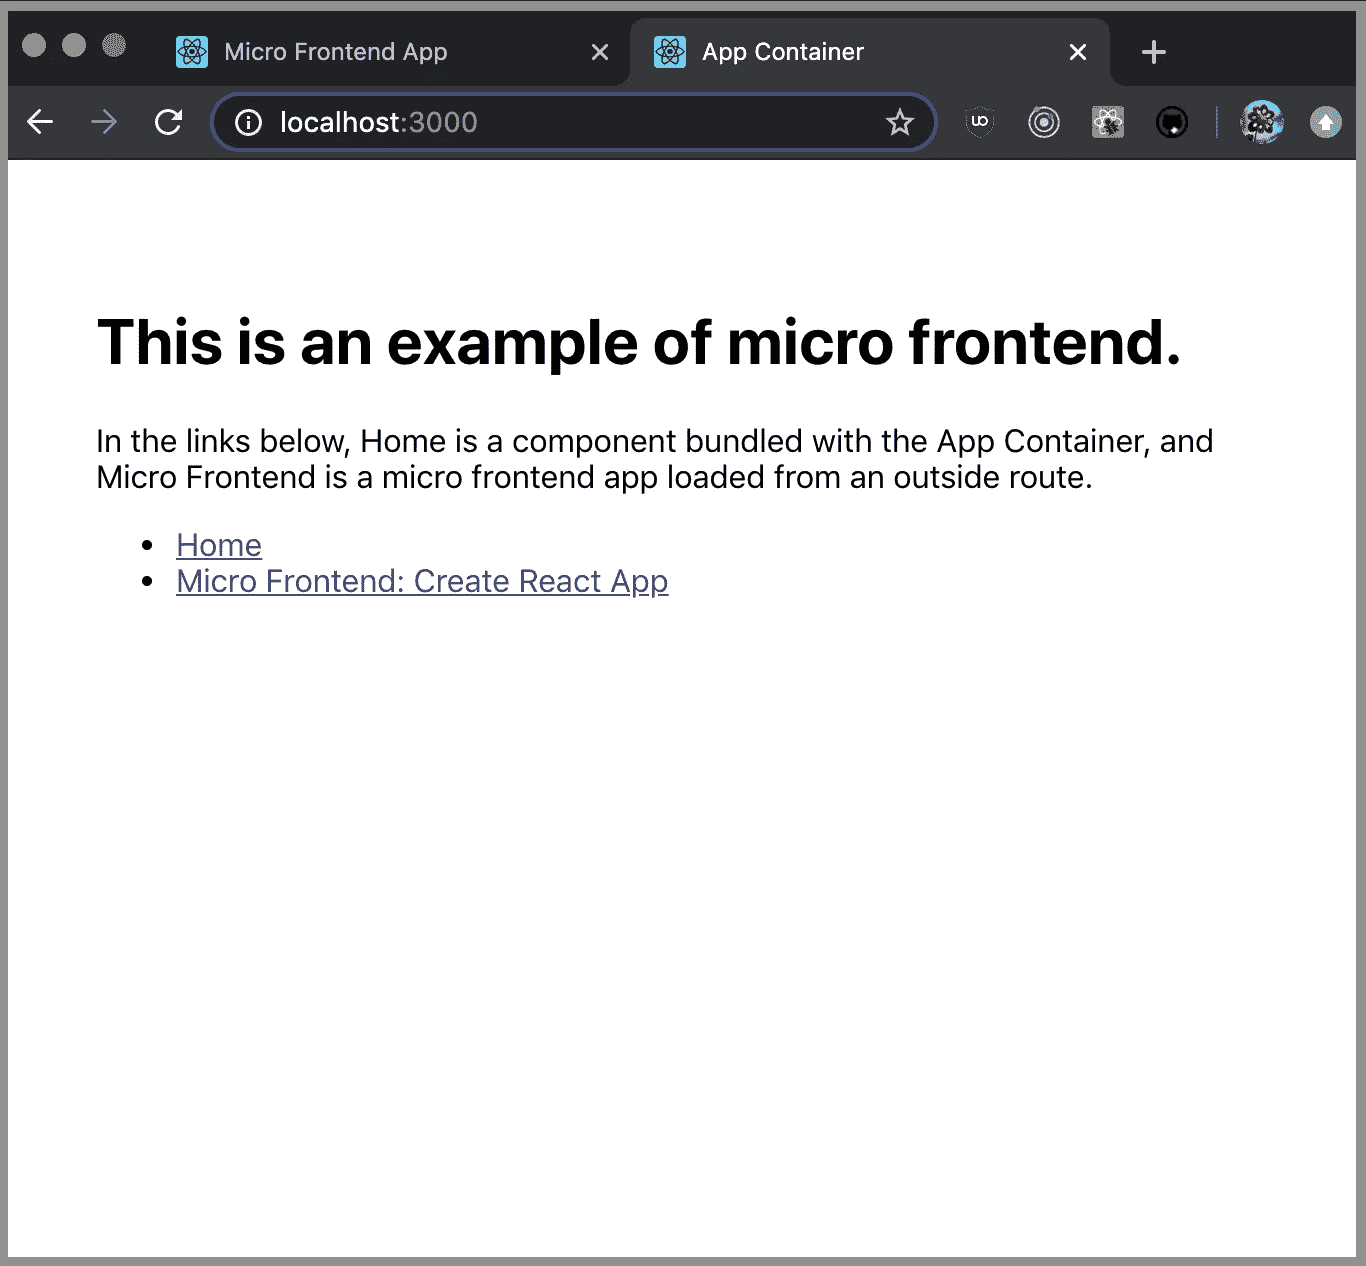 Micro Frontend App
App Container
localhost:3000
UO
This is an example of micro frontend.
In the links below, Home is a component bundled with the App Container, and
Micro Frontend is a micro frontend app loaded from an outside route.
Home
Micro Frontend: Create React App